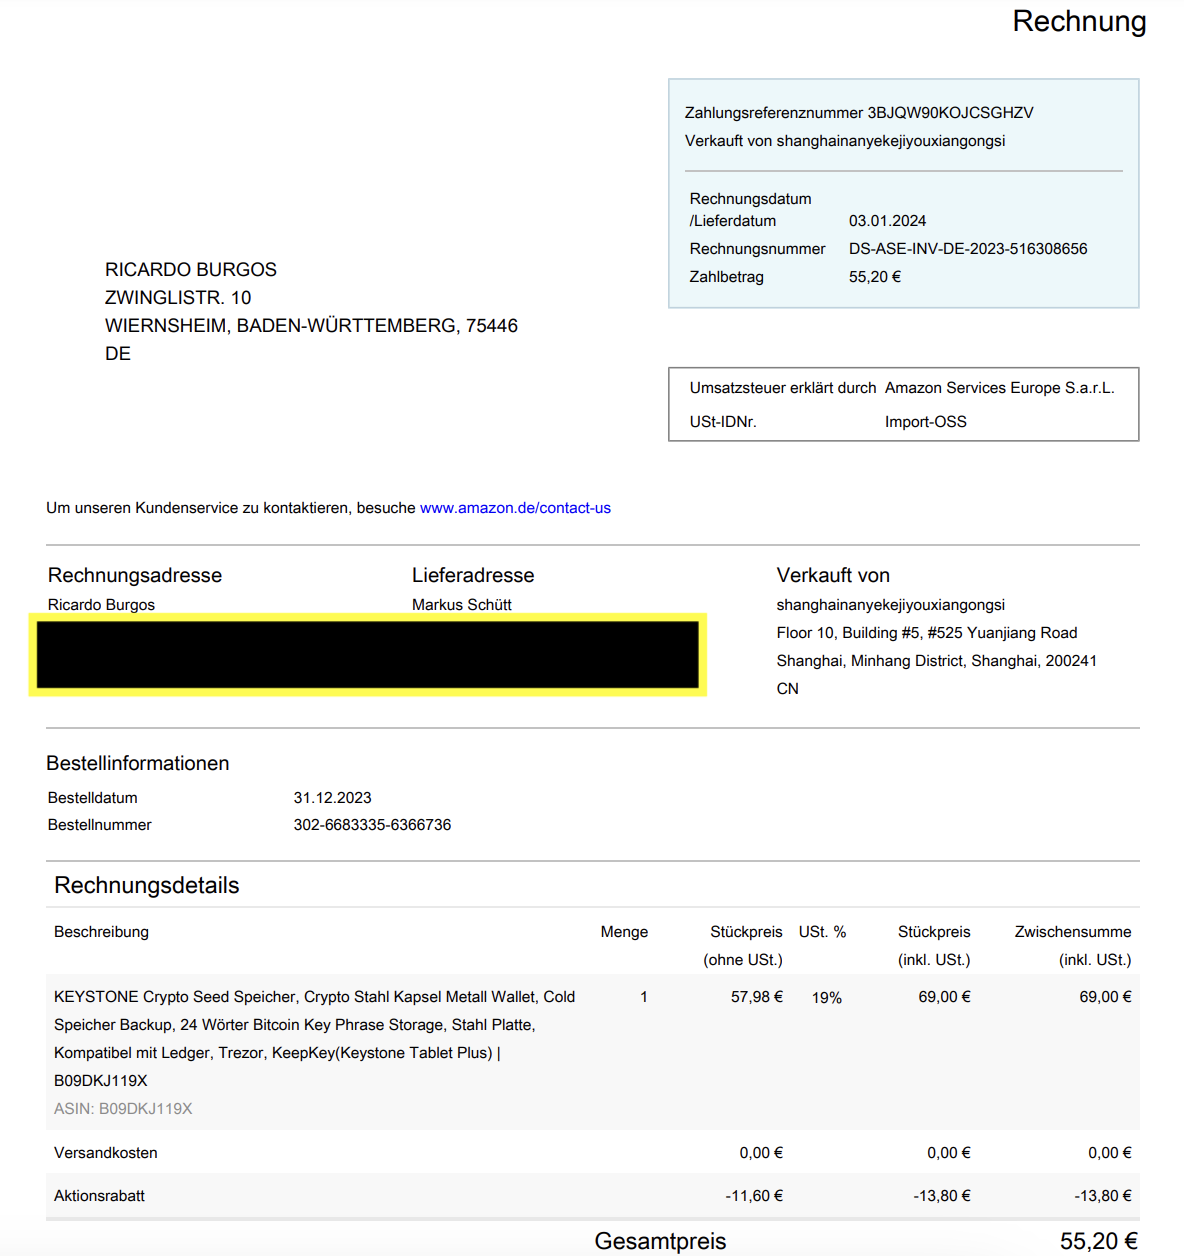 Rechnung
Zahlungsreferenznummer 3BJQW90KOJCSGHZV
Verkauft von shanghainanyekejiyouxiangongsi
Rechnungsdatum
/Lieferdatum 03.01.2024
Rechnungsnummer DS-ASE-INV-DE-2023-516308656
Zahlbetrag 55,20 €
RICARDO BURGOS
ZWINGLISTR. 10
WIERNSHEIM, BADEN-WÜRTTEMBERG, 75446
DE
Umsatzsteuer erklärt durch Amazon Services Europe S.a.r.L.
USt-IDNr. Import-OSS
Um unseren Kundenservice zu kontaktieren, besuche www.amazon.de/contact-us
Rechnungsadresse Lieferadresse Verkauft von
Ricardo Burgos Markus Schütt shanghainanyekejiyouxiangongsi
Floor 10, Building #5, #525 Yuanjiang Road
Shanghai, Minhang District, Shanghai, 200241
CN
Bestellinformationen
Bestelldatum 31.12.2023
Bestellnummer 302-6683335-6366736
Rechnungsdetails
Beschreibung Menge Stückpreis USt. % Stückpreis Zwischensumme
(ohne USt.) (inkl. USt.) (inkl. USt.)
KEYSTONE Crypto Seed Speicher, Crypto Stahl Kapsel Metall Wallet, Cold 1 57,98 € 19% 69,00 € 69,00 €
Speicher Backup, 24 Wörter Bitcoin Key Phrase Storage, Stahl Platte,
Kompatibel mit Ledger, Trezor, KeepKey(Keystone Tablet Plus) |
B09DKJ119X
ASIN: B09DKJ119X
Versandkosten 0,00 € 0,00 € 0,00 €
Aktionsrabatt -11,60 € -13,80 € -13,80 €
Gesamtpreis 55,20 €